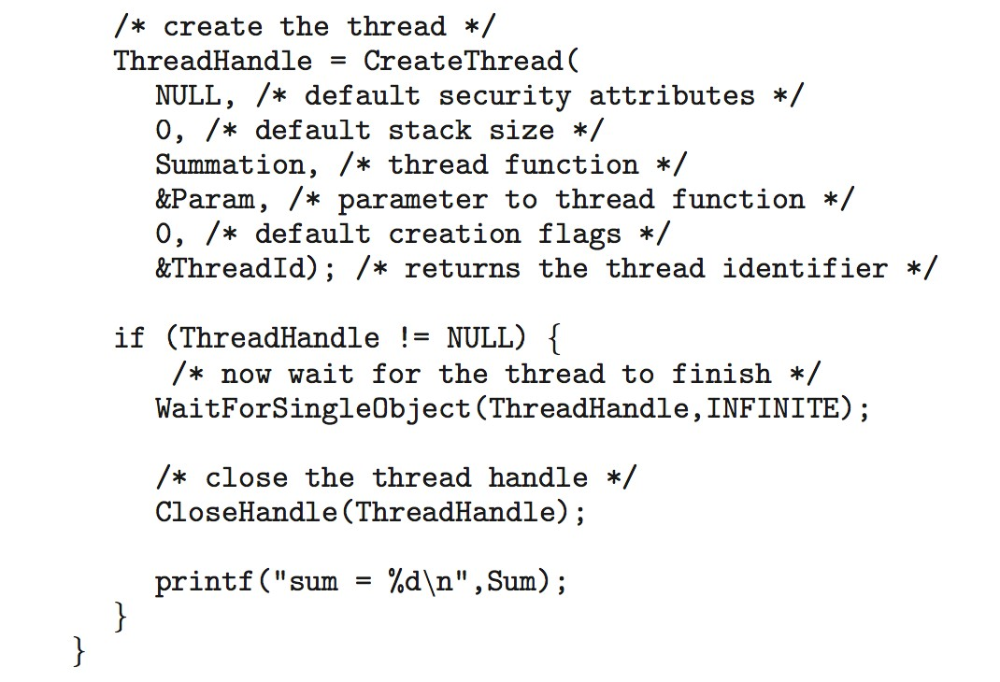 /* create the thread */
ThreadHandle = CreateThread(
NULL, /* default security attributes */
0, /* default stack size */
Summation, /* thread function */
&Param, /* parameter to thread function */
0, /* default creation flags */
&ThreadId); /* returns the thread identifier */
if (ThreadHandle != NULL) {
/* now wait for the thread to finish */
WaitForSingleObject(ThreadHandle,INFINITE);
/* close the thread handle */
CloseHandle(ThreadHandle);
printf("sum = %d\n",Sum);
}
}